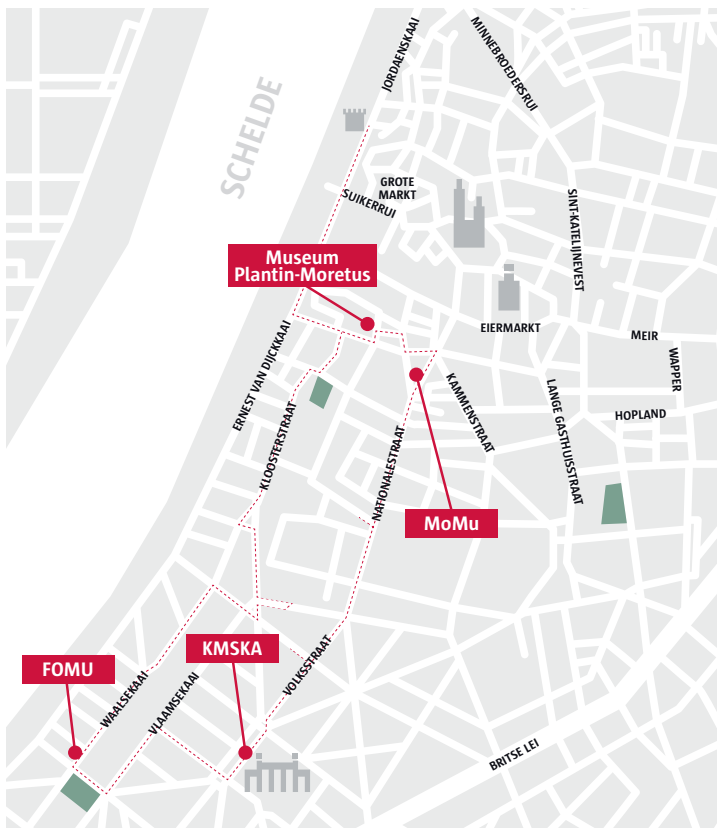 JORDAENSKAAI
MINNEBROEDERSRUI
SCHELDE
GROTE
MARKT
SUIKERRUI
SINT-KATELIJNEVEST
Museum
Plantin-Moretus
EIERMARKT
MEIR
WAPPER
ERNEST VAN DIJCKKAAI
KAMMENSTRAAT
LANGE GASTHUISSTRAAT
HOPLAND
KLOOSTERSTRAAT
NATIONALESTRAAT
MoMu
KMSKA
FOMU
VOLKSSTRAAT
WAALSEKAAI
VLAAMSEKAAI
BRITSE LEI